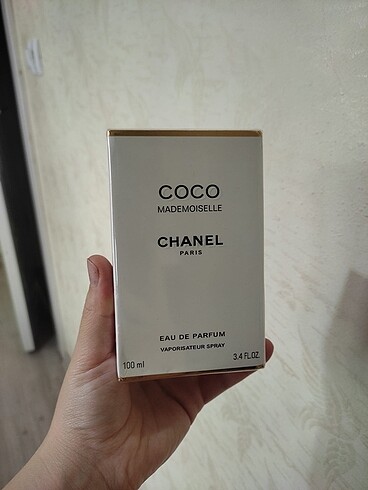 COCO
MADEMOISELLE
CHANEL
PARIS
EAU DE PARFUM
VAPORISATEUR SPRAY
100 ml 3.4 FL.OZ.